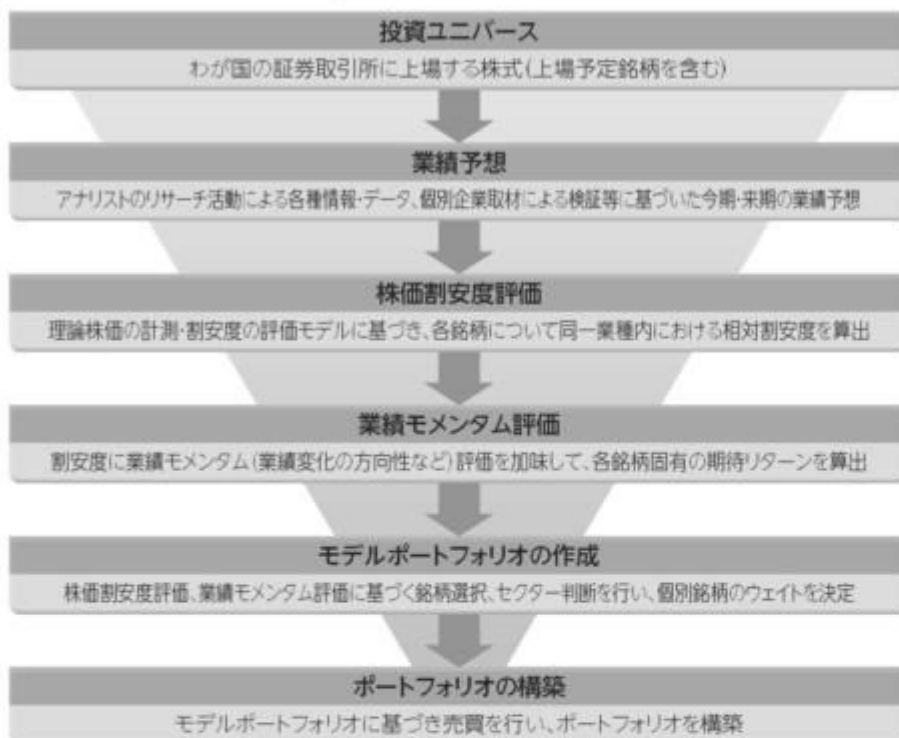 投資ユニバース
わが国の証券取引所に上場する株式(上場予定銘柄を含む)
業績予想
アナリストのリサーチ活動による各種情報・データ、個別企業取材による検証等に基づいた今期・来期の業績予想
株価割安度評価
理論株価の計測・割安度の評価モデルに基づき、各銘柄について同一業種内における相対割安度を算出
業績モメンタム評価
割安度に業績モメンタム(業績変化の方向性など)評価を加味して、各銘柄固有の期待リターンを算出
モデルポートフォリオの作成
株価割安度評価、業績モメンタム評価に基づく銘柄選択、セクター判断を行い、個別銘柄のウェイトを決定
ポートフォリオの構築
モデルポートフォリオに基づき売買を行い、ポートフォリオを構築